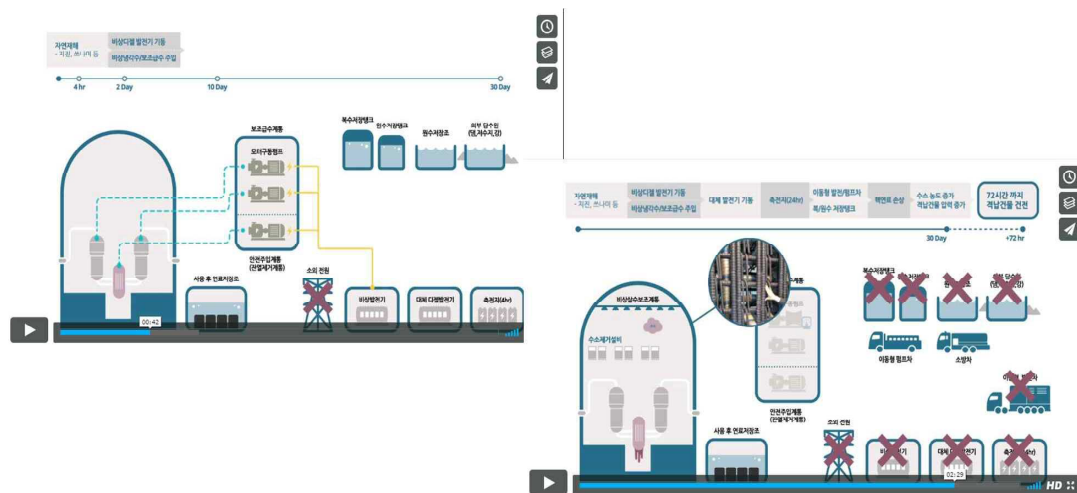 자연재해
- 지진, 쓰나미 등
비상디젤 발전기 기동
비상냉각수/보조급수 주입
4 hr
2 Day
10 Day
30 Day
보조급수계통
모터구동펌프
복수저장탱크
원수저장조
외부 담수원
(댐,저수지,강)
안전주입계통
(잔열제거계통)
사용 후 연료저장조
소외 전원
비상발전기
대체 디젤발전기
축전지(4hr)
00:42
자연재해
- 지진, 쓰나미 등
비상디젤 발전기 기동
비상냉각수/보조급수 주입
대체 발전기 기동
축전지(24hr)
이동형 발전/펌프차
복/원수 저장탱크
핵연료 손상
수소 농도 증가
격납건물 압력 증가
72시간 까지
격납건물 건전
30 Day
+72 hr
비상살수보조계통
수소제거설비
복수저장탱크
이동형 펌프차
소방차
안전주입계통
(잔열제거계통)
사용 후 연료저장조
소외 전원
02:29
HD